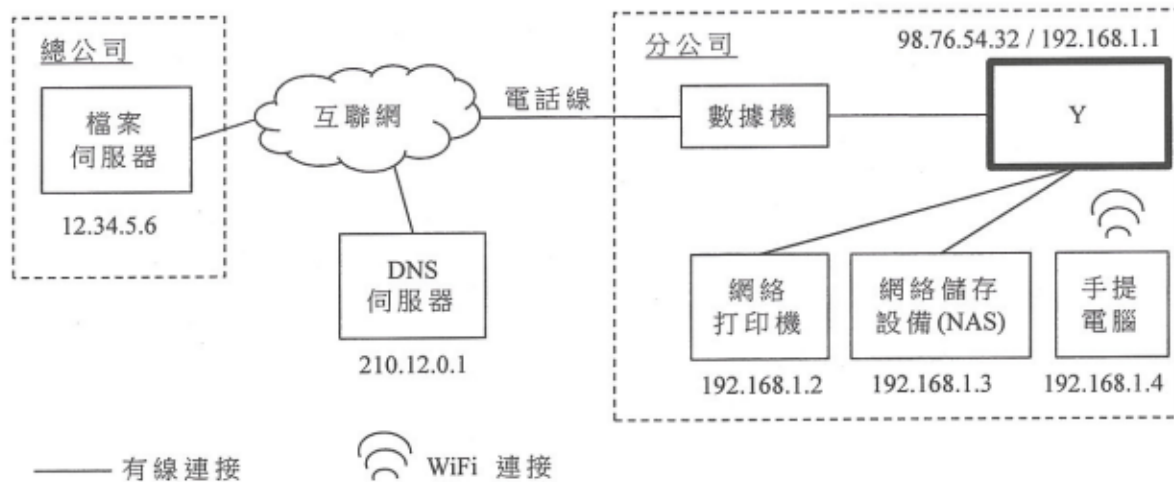 總公司
檔案
伺服器
12.34.5.6
互聯網
DNS
伺服器
210.12.0.1
電話線
分公司
98.76.54.32 / 192.168.1.1
數據機
Y
網絡
打印機
192.168.1.2
網絡儲存
設備(NAS)
192.168.1.3
手提
電腦
192.168.1.4
有線連接
WiFi 連接